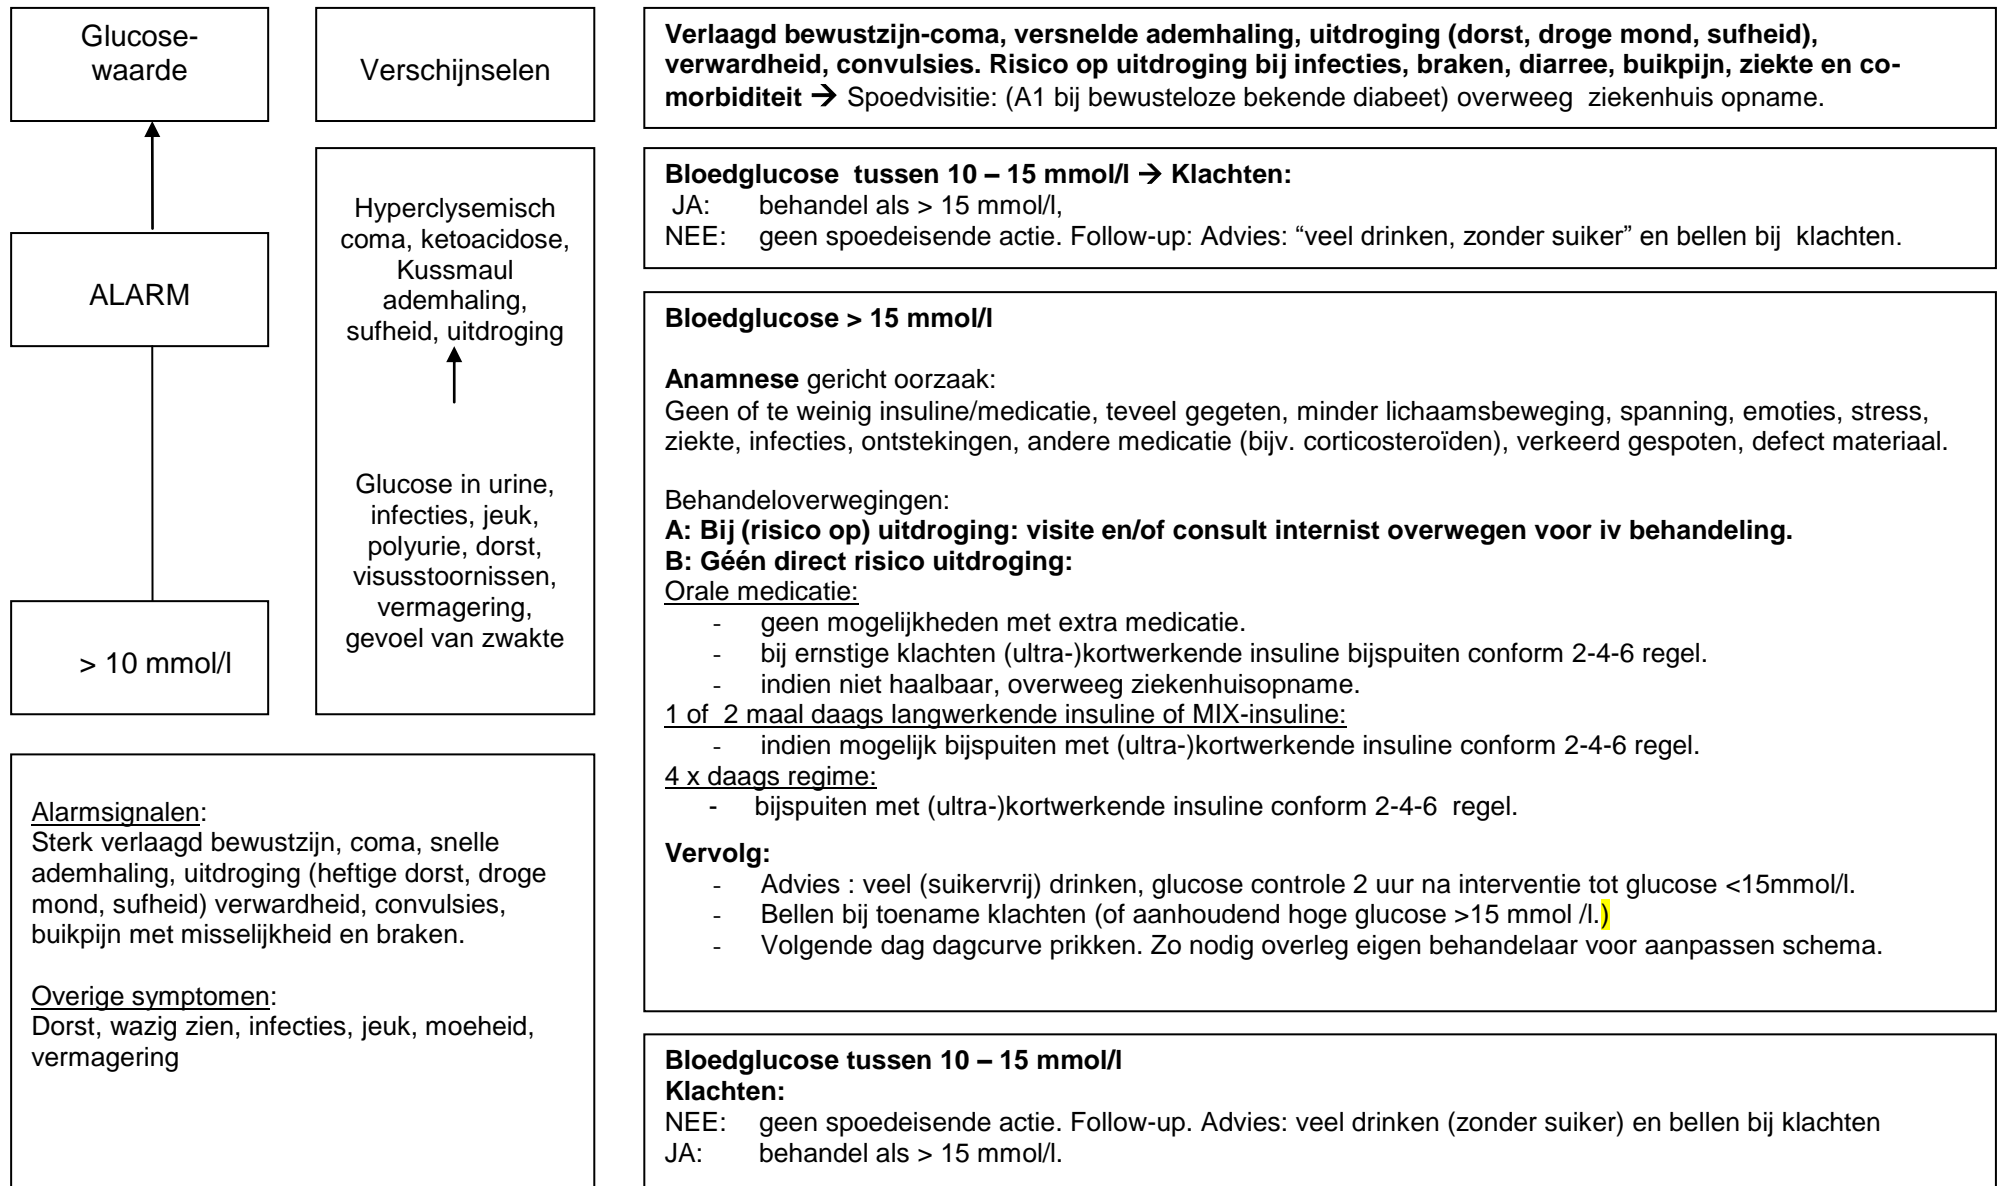 Glucose-
waarde
Verschijnselen
ALARM
> 10 mmol/l
Hyperclysemisch
coma, ketoacidose,
Kussmaul
ademhaling,
sufheid, uitdroging
Glucose in urine,
infecties, jeuk,
polyurie, dorst,
visusstoornissen,
vermagering,
gevoel van zwakte
Alarmsignalen:
Sterk verlaagd bewustzijn, coma, snelle
ademhaling, uitdroging (heftige dorst, droge
mond, sufheid) verwardheid, convulsies,
buikpijn met misselijkheid en braken.
Overige symptomen:
Dorst, wazig zien, infecties, jeuk, moeheid,
vermagering
Verlaagd bewustzijn-coma, versnelde ademhaling, uitdroging (dorst, droge mond, sufheid),
verwardheid, convulsies. Risico op uitdroging bij infecties, braken, diarree, buikpijn, ziekte en co-
morbiditeit → Spoedvisitie: (A1 bij bewusteloze bekende diabeet) overweeg ziekenhuis opname.
Bloedglucose tussen 10 – 15 mmol/l → Klachten:
JA: behandel als > 15 mmol/l,
NEE: geen spoedeisende actie. Follow-up: Advies: “veel drinken, zonder suiker” en bellen bij klachten.
Bloedglucose > 15 mmol/l
Anamnese gericht oorzaak:
Geen of te weinig insuline/medicatie, teveel gegeten, minder lichaamsbeweging, spanning, emoties, stress,
ziekte, infecties, ontstekingen, andere medicatie (bijv. corticosteroïden), verkeerd gespoten, defect materiaal.
Behandeloverwegingen:
A: Bij (risico op) uitdroging: visite en/of consult internist overwegen voor iv behandeling.
B: Géén direct risico uitdroging:
Orale medicatie:
- geen mogelijkheden met extra medicatie.
- bij ernstige klachten (ultra-)kortwerkende insuline bijspuiten conform 2-4-6 regel.
- indien niet haalbaar, overweeg ziekenhuisopname.
1 of 2 maal daags langwerkende insuline of MIX-insuline:
- indien mogelijk bijspuiten met (ultra-)kortwerkende insuline conform 2-4-6 regel.
4 x daags regime:
- bijspuiten met (ultra-)kortwerkende insuline conform 2-4-6 regel.
Vervolg:
- Advies : veel (suikervrij) drinken, glucose controle 2 uur na interventie tot glucose <15mmol/l.
- Bellen bij toename klachten (of aanhoudend hoge glucose >15 mmol /l.)
- Volgende dag dagcurve prikken. Zo nodig overleg eigen behandelaar voor aanpassen schema.
Bloedglucose tussen 10 – 15 mmol/l
Klachten:
NEE: geen spoedeisende actie. Follow-up. Advies: veel drinken (zonder suiker) en bellen bij klachten
JA: behandel als > 15 mmol/l.